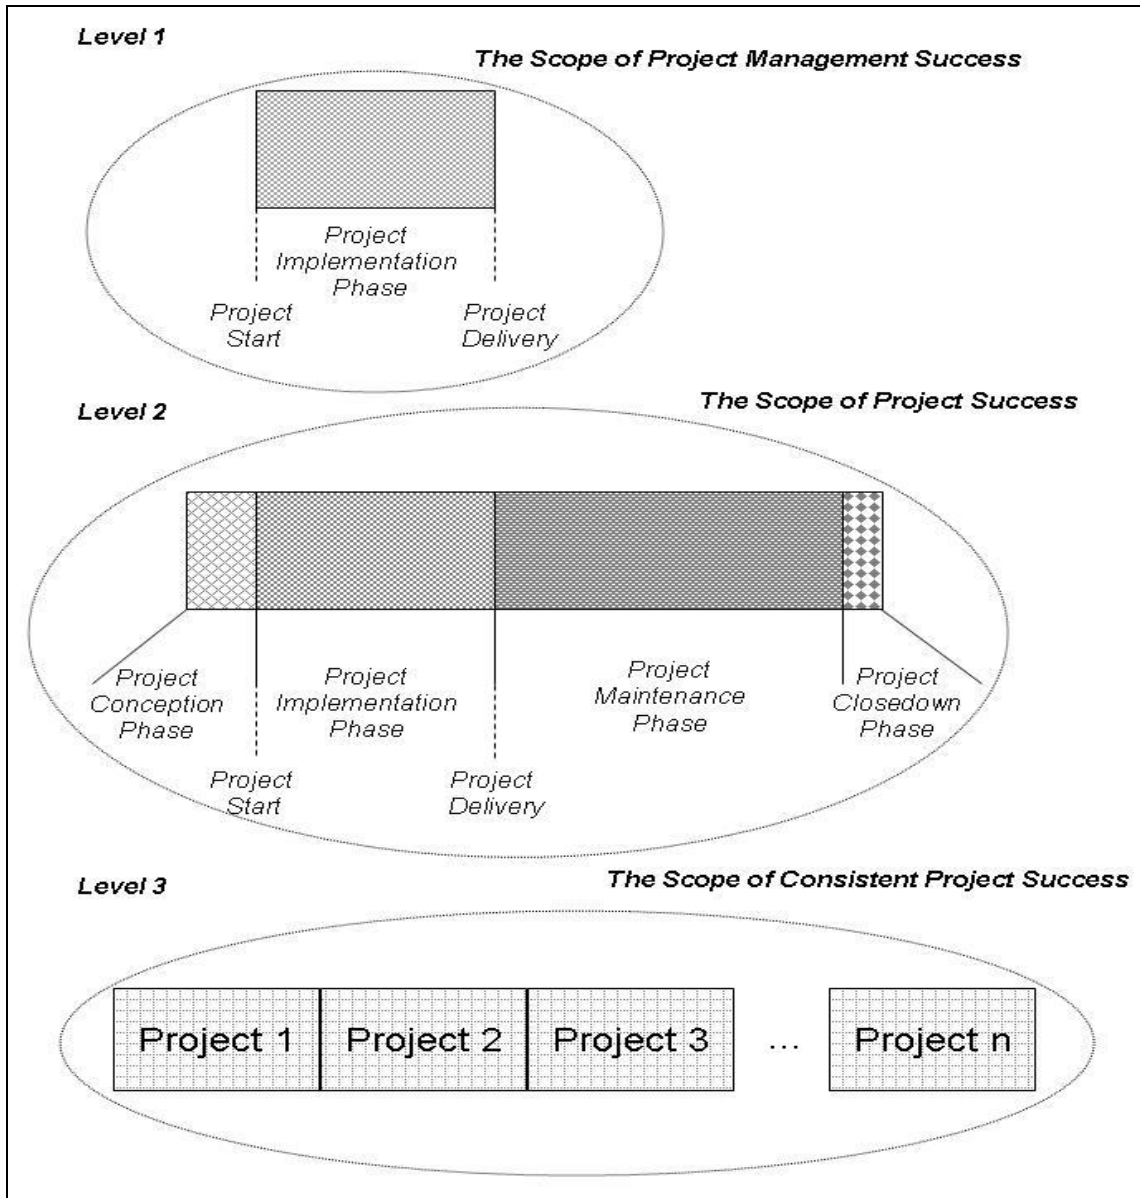 Level 1
The Scope of Project Management Success
Project
Implementation
Phase
Project
Start
Project
Delivery
Level 2
The Scope of Project Success
Project
Conception
Phase
Project
Implementation
Phase
Project
Maintenance
Phase
Project
Closedown
Phase
Project
Start
Project
Delivery
Level 3
The Scope of Consistent Project Success
Project 1
Project 2
Project 3
...
Project n